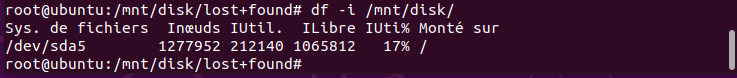 root@ubuntu:/mnt/disk/lost+found# df -i /mnt/disk/
Sys. de fichiers  Inœuds IUtil.  ILibre IUti% Monté sur
/dev/sda5        1277952 212140 1065812   17% /
root@ubuntu:/mnt/disk/lost+found#